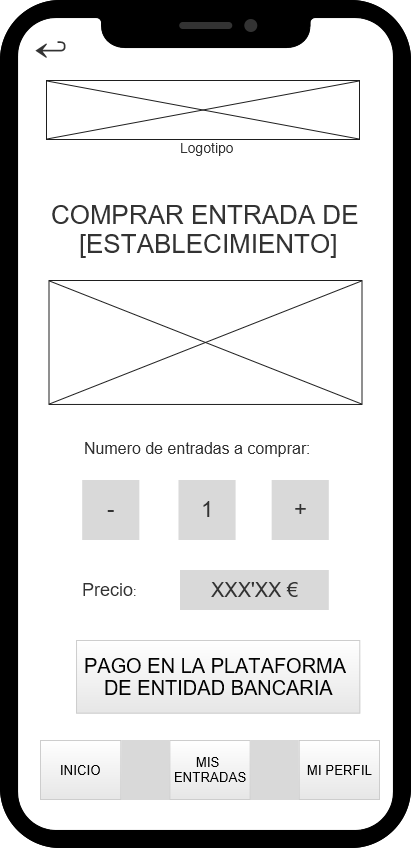 Logotipo
COMPRAR ENTRADA DE
[ESTABLECIMIENTO]
Numero de entradas a comprar:
- 1 +
Precio: XXX'XX €
PAGO EN LA PLATAFORMA
DE ENTIDAD BANCARIA
INICIO
MIS
ENTRADAS
MI PERFIL